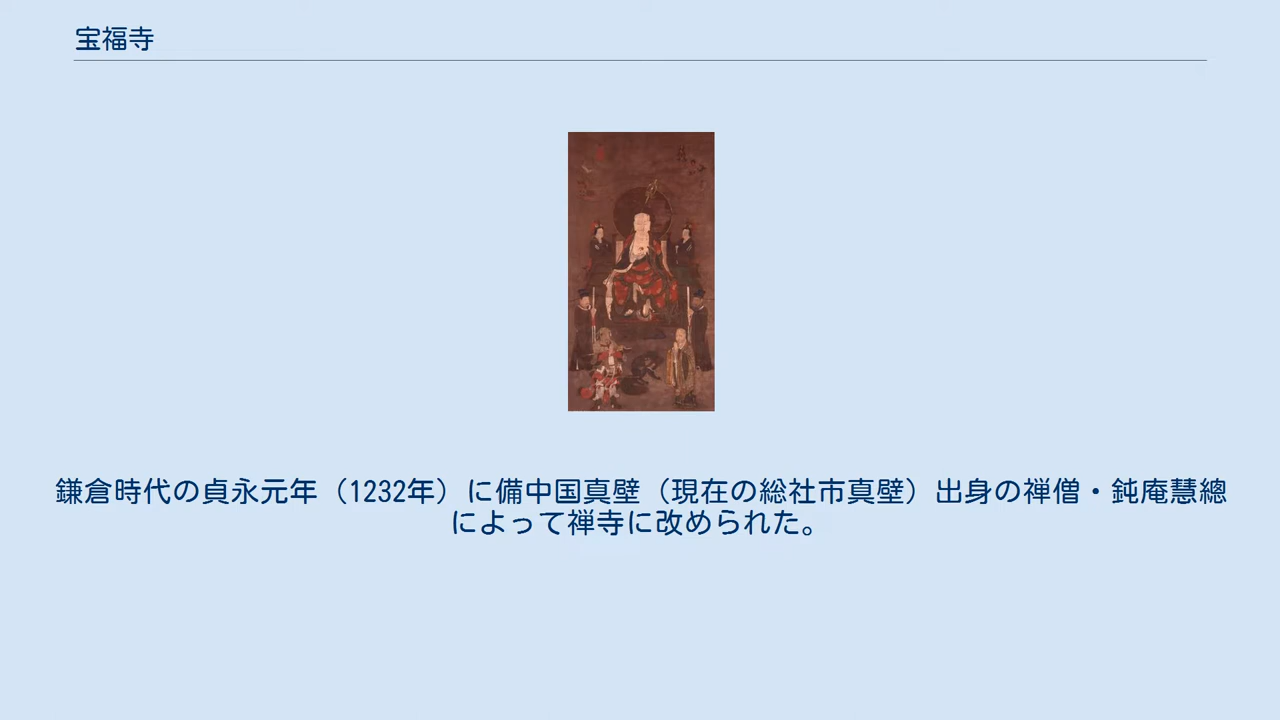 宝福寺
鎌倉時代の貞永元年（1232年）に備中国真壁（現在の総社市真壁）出身の禅僧・鈍庵慧總
によって禅寺に改められた。